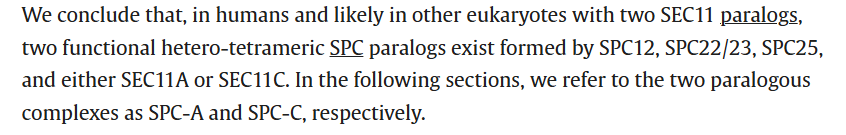 We conclude that, in humans and likely in other eukaryotes with two SEC11 paralogs,
two functional hetero-tetrameric SPC paralogs exist formed by SPC12, SPC22/23, SPC25,
and either SEC11A or SEC11C. In the following sections, we refer to the two paralogous
complexes as SPC-A and SPC-C, respectively.